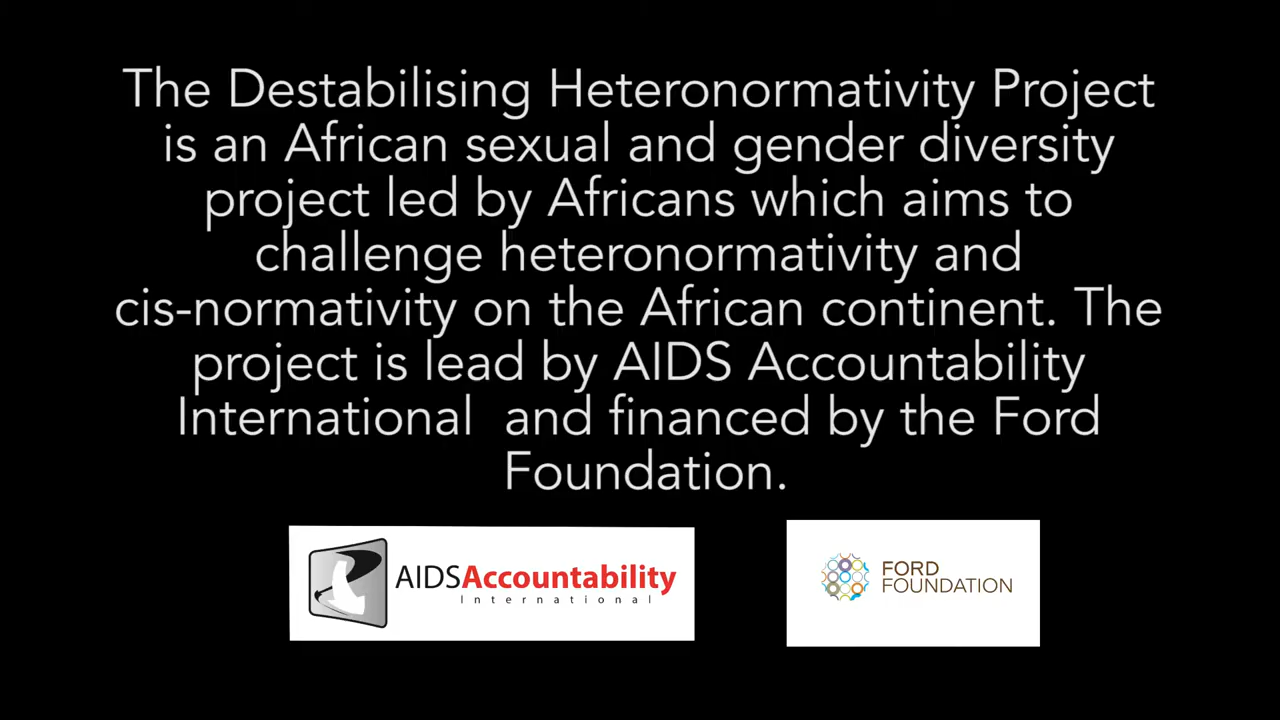 The Destabilising Heteronormativity Project
is an African sexual and gender diversity
project led by Africans which aims to
challenge heteronormativity and
cis-normativity on the African continent. The
project is lead by AIDS Accountability
International  and financed by the Ford
Foundation.
AIDSAccountability
International
FORD
FOUNDATION